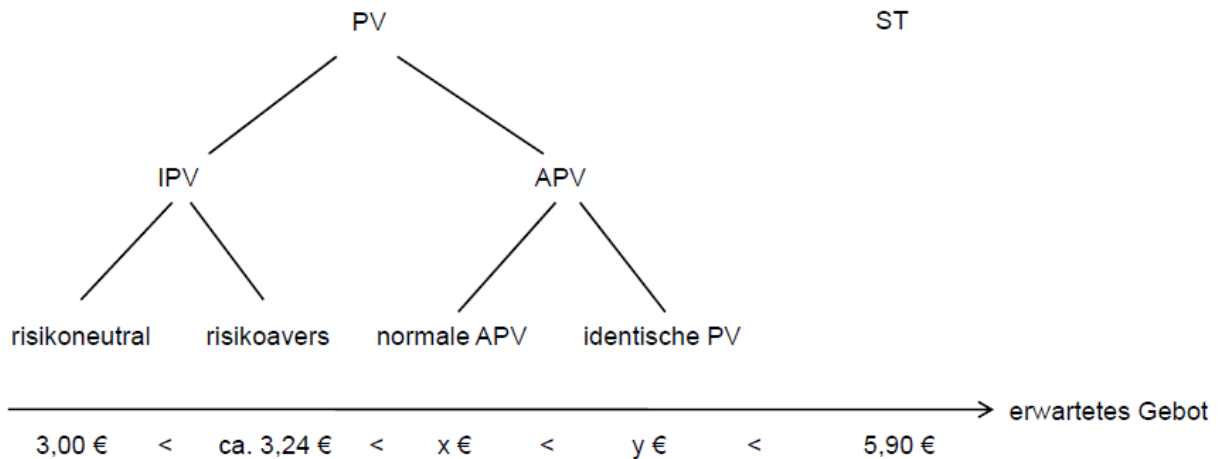 PV ST
IPV APV
risikoneutral risikoavers normale APV identische PV
erwartetes Gebot
3,00 € < ca. 3,24 € < x € < y € < 5,90 €